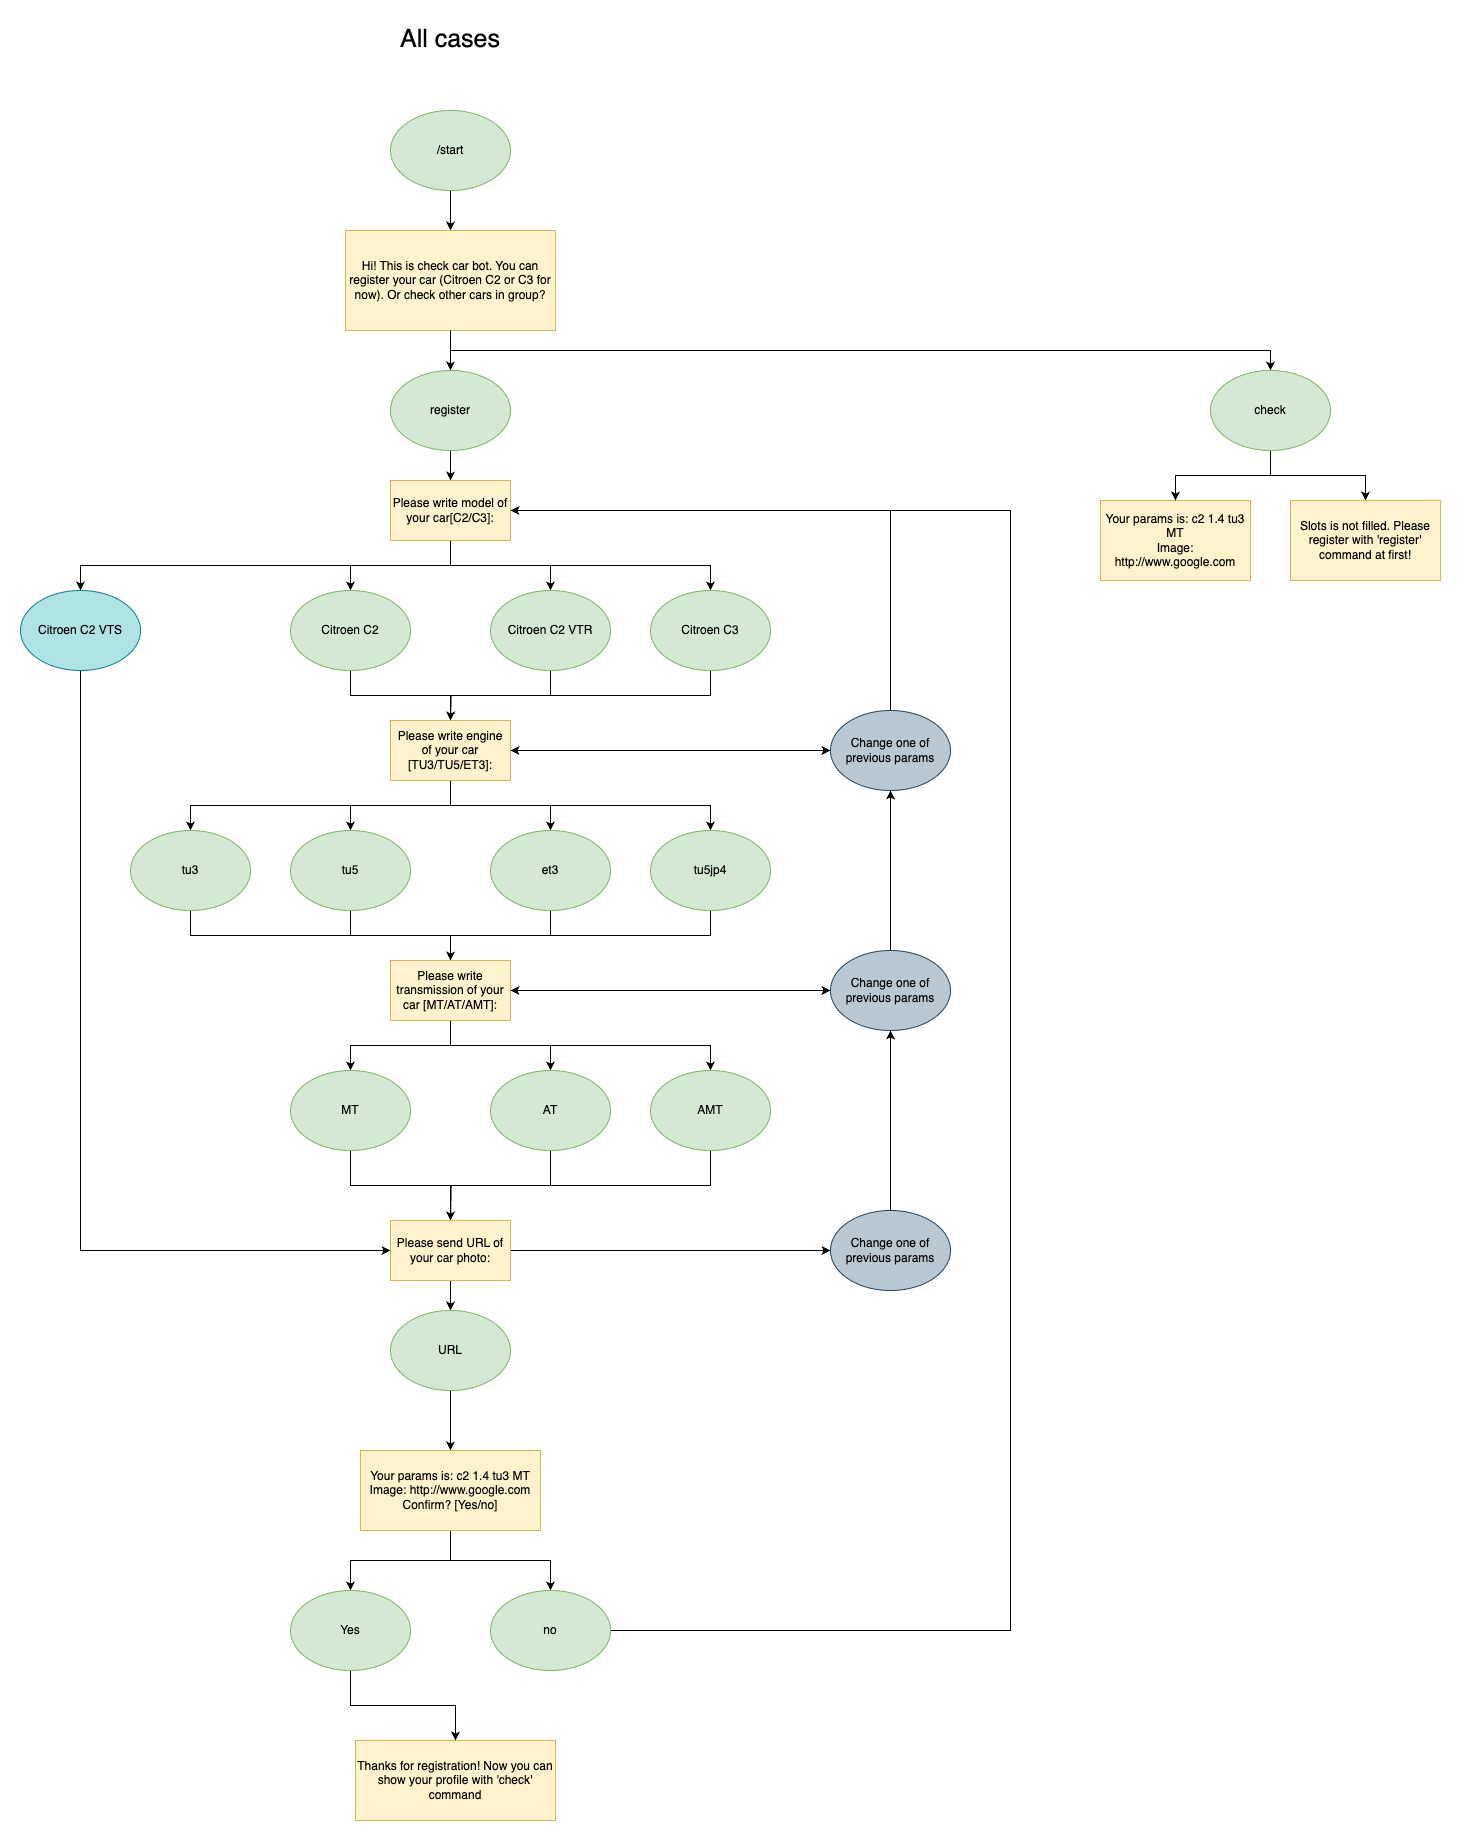 All cases
/start
Hi! This is check car bot. You can
register your car (Citroen C2 or C3 for
now). Or check other cars in group?
register
check
Please write model of
your car[C2/C3]:
Your params is: c2 1.4 tu3
MT
Image:
http://www.google.com
Slots is not filled. Please
register with 'register'
command at first!
Citroen C2 VTS
Citroen C2
Citroen C2 VTR
Citroen C3
Please write engine
of your car
[TU3/TU5/ET3]:
Change one of
previous params
tu3
tu5
et3
tu5jp4
Please write
transmission of your
car [MT/AT/AMT]:
Change one of
previous params
MT
AT
AMT
Please send URL of
your car photo:
Change one of
previous params
URL
Your params is: c2 1.4 tu3 MT
Image: http://www.google.com
Confirm? [Yes/no]
Yes
no
Thanks for registration! Now you can
show your profile with 'check'
command